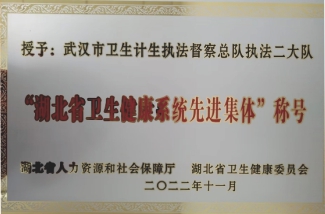 授予：武汉市卫生计生执法督察总队执法二大队
“湖北省卫生健康系统先进集体”称号
湖北省人力资源和社会保障厅 湖北省卫生健康委员会
二〇二二年十一月